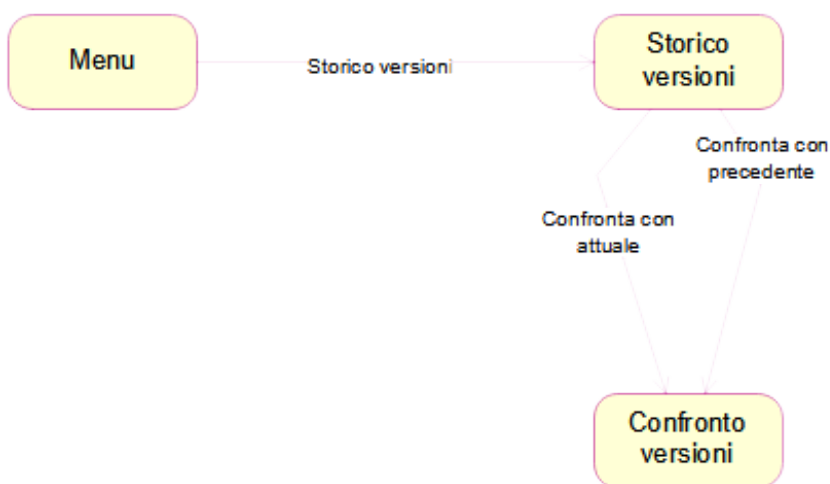 Menu
Storico versioni
Storico
versioni
Confronta con
precedente
Confronta con
attuale
Confronto
versioni